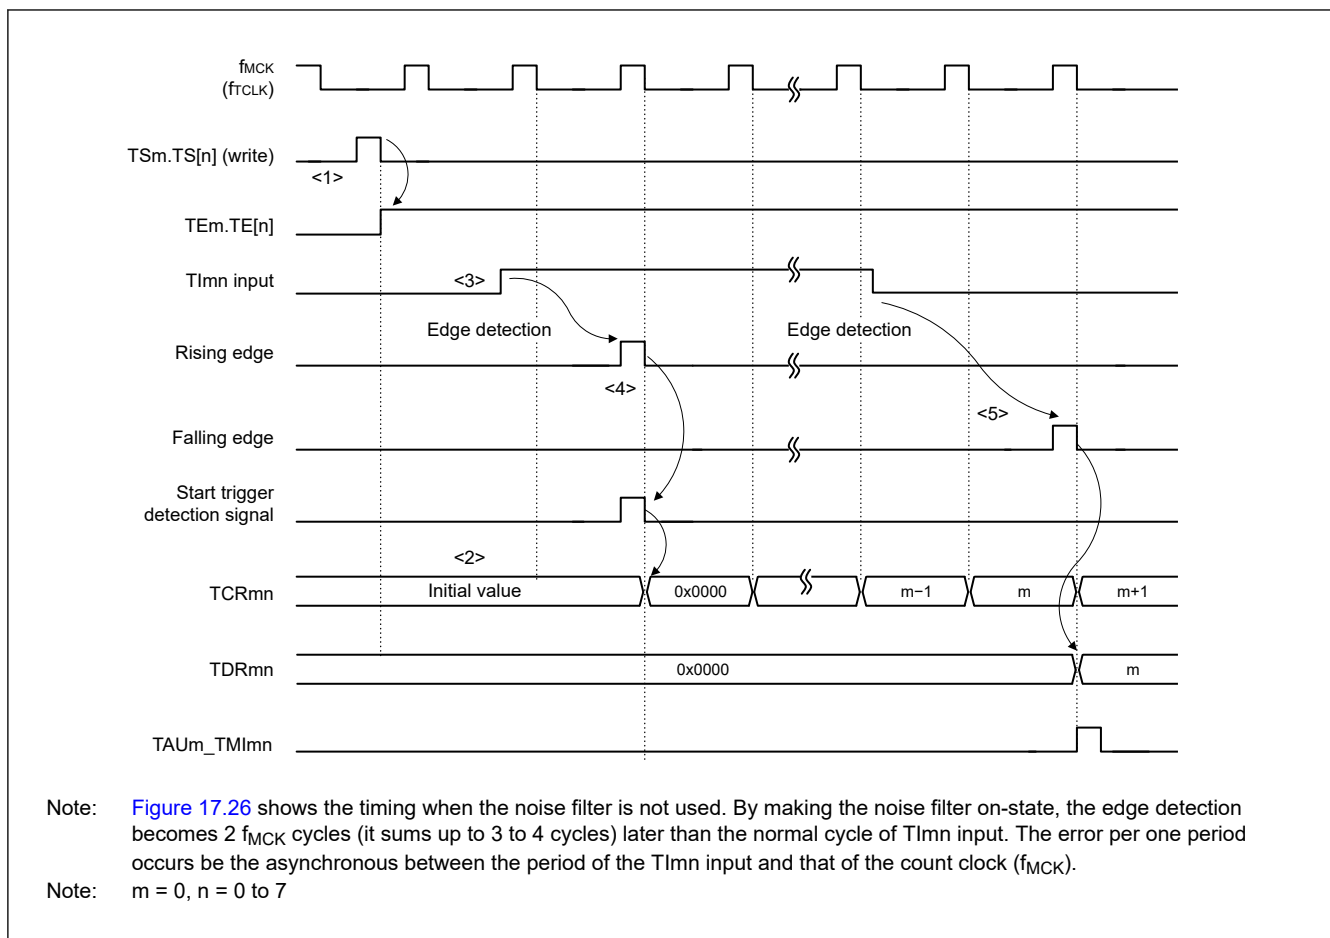 fMCK
(fTCLK)
TSm.TS[n] (write)
<1>
TEm.TE[n]
TImn input
<3>
Edge detection
Edge detection
Rising edge
<4>
<5>
Falling edge
Start trigger
detection signal
<2>
TCRmn
Initial value
0x0000
m−1
m
m+1
TDRmn
0x0000
m
TAUm_TMImn
Note: Figure 17.26 shows the timing when the noise filter is not used. By making the noise filter on-state, the edge detection
becomes 2 fMCK cycles (it sums up to 3 to 4 cycles) later than the normal cycle of TImn input. The error per one period
occurs be the asynchronous between the period of the TImn input and that of the count clock (fMCK).
Note: m = 0, n = 0 to 7